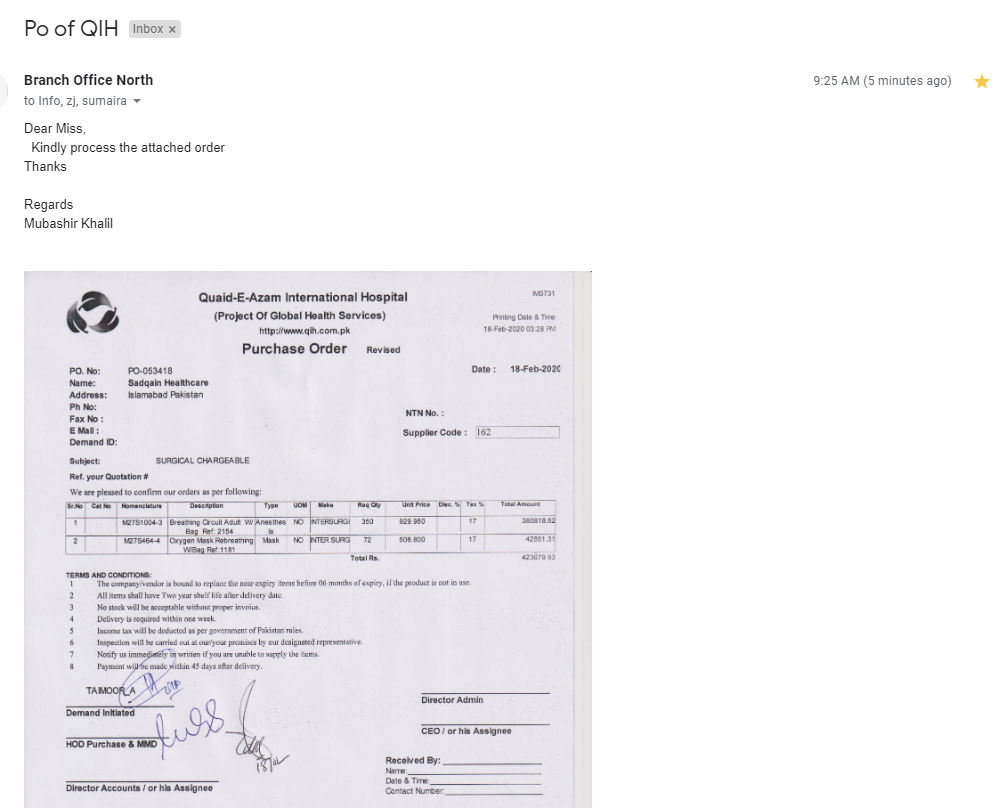 Po of QIH Inbox ×
Branch Office North 9:25 AM (5 minutes ago)
to Info, zj, sumaira
Dear Miss,
Kindly process the attached order
Thanks
Regards
Mubashir Khalil
IMS731
Quaid-E-Azam International Hospital
(Project Of Global Health Services)
Printing Date & Time
http://www.qih.com.pk
18-Feb-2020 03:28 PM
Purchase Order Revised
PO. No: PO-053418 Date : 18-Feb-2020
Name: Sadqain Healthcare
Address: Islamabad Pakistan
Ph No:
NTN No. :
Fax No :
E Mail :
Supplier Code : 162
Demand ID:
Subject: SURGICAL CHARGEABLE
Ref. your Quotation #
We are pleased to confirm our orders as per following:
Sr.No Cat No Nomenclature Description Type UOM Make Req Qty Unit Price Disc. % Tax % Total Amount
1 M27S1004-3 Breathing Circuit Adult W/ Anesthes NO INTERSURGI 350 929.960 17 380818.62
Bag Ref: 2154 ia
2 M27S464-4 Oxygen Mask Rebreathing Mask NO INTER SURG 72 508.800 17 42861.31
W/Bag Ref:1181
Total Rs. 423679.93
TERMS AND CONDITIONS:
1 The company/vendor is bound to replace the near expiry items before 06 months of expiry, if the product is not in use.
2 All items shall have Two year shelf life after delivery date.
3 No stock will be acceptable without proper invoice.
4 Delivery is required within one week.
5 Income tax will be deducted as per government of Pakistan rules.
6 Inspection will be carried out at our/your premises by our designated representative.
7 Notify us immediately in written if you are unable to supply the items.
8 Payment will be made within 45 days after delivery.
TAIMOOR.A
Director Admin
Demand Initiated
CEO / or his Assignee
HOD Purchase & MMD
Received By:
Name:
Date & Time:
Director Accounts / or his Assignee
Contact Number: